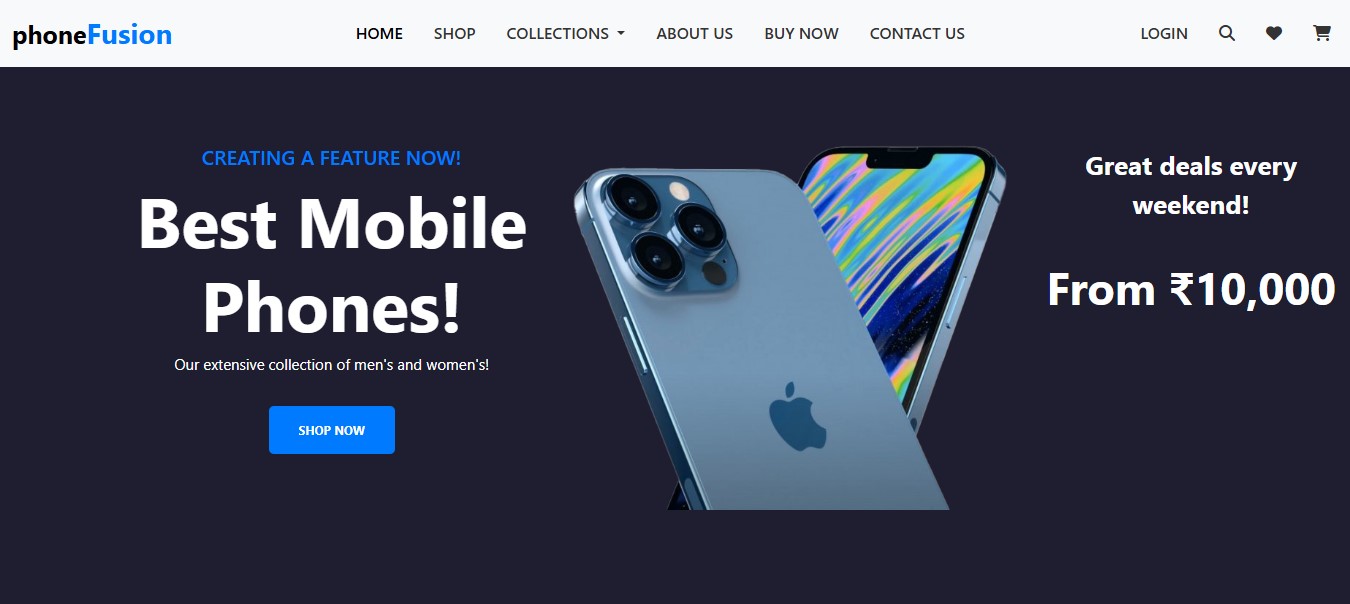 phoneFusion
HOME SHOP COLLECTIONS ABOUT US BUY NOW CONTACT US LOGIN
CREATING A FEATURE NOW!
Best Mobile
Phones!
Our extensive collection of men's and women's!
SHOP NOW
Great deals every
weekend!
From ₹10,000